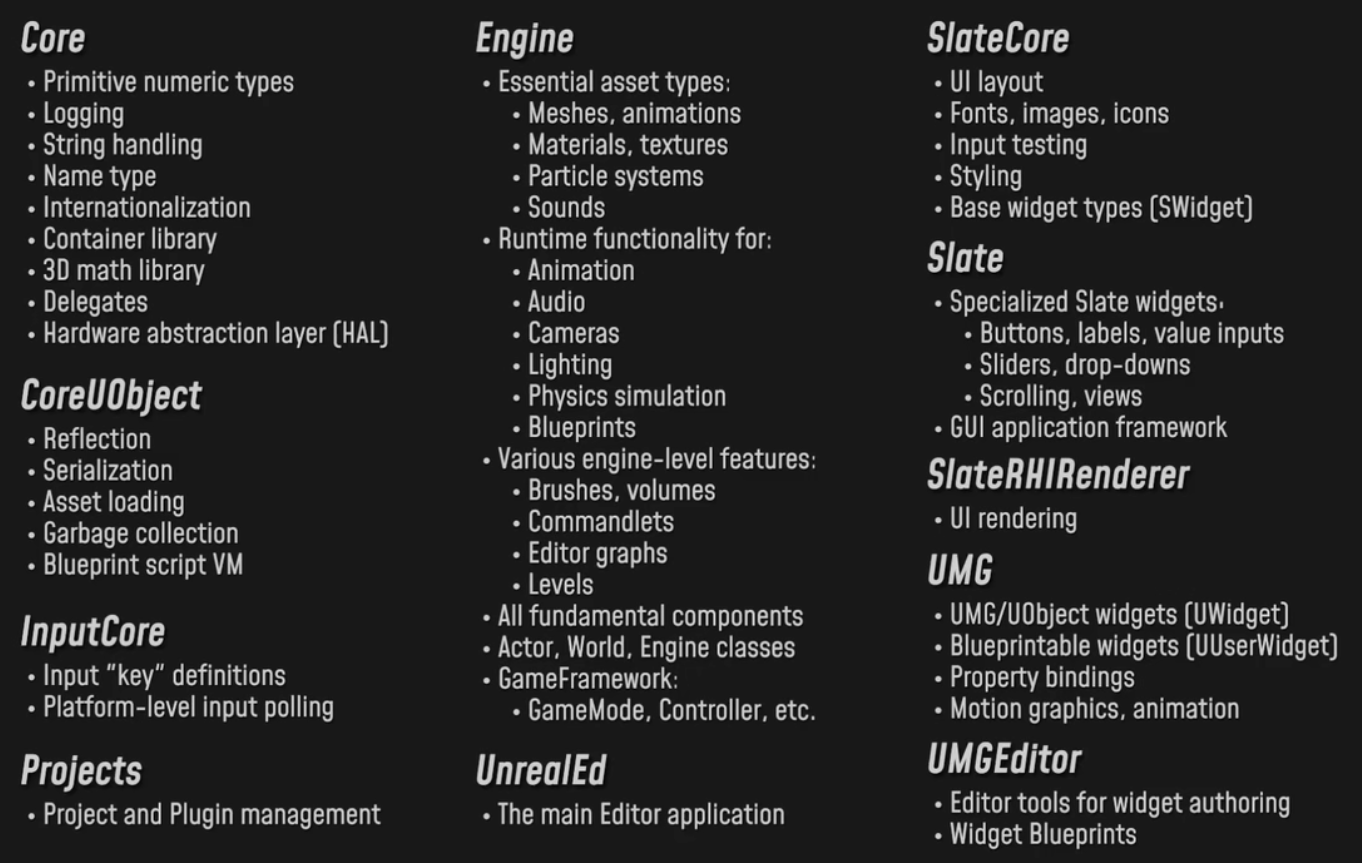 Core
• Primitive numeric types
• Logging
• String handling
• Name type
• Internationalization
• Container library
• 3D math library
• Delegates
• Hardware abstraction layer (HAL)
CoreUObject
• Reflection
• Serialization
• Asset loading
• Garbage collection
• Blueprint script VM
InputCore
• Input "key" definitions
• Platform-level input polling
Projects
• Project and Plugin management
Engine
• Essential asset types:
• Meshes, animations
• Materials, textures
• Particle systems
• Sounds
• Runtime functionality for:
• Animation
• Audio
• Cameras
• Lighting
• Physics simulation
• Blueprints
• Various engine-level features:
• Brushes, volumes
• Commandlets
• Editor graphs
• Levels
• All fundamental components
• Actor, World, Engine classes
• GameFramework:
• GameMode, Controller, etc.
UnrealEd
• The main Editor application
SlateCore
• UI layout
• Fonts, images, icons
• Input testing
• Styling
• Base widget types (SWidget)
Slate
• Specialized Slate widgets:
• Buttons, labels, value inputs
• Sliders, drop-downs
• Scrolling, views
• GUI application framework
SlateRHIRenderer
• UI rendering
UMG
• UMG/UObject widgets (UWidget)
• Blueprintable widgets (UUserWidget)
• Property bindings
• Motion graphics, animation
UMGEditor
• Editor tools for widget authoring
• Widget Blueprints